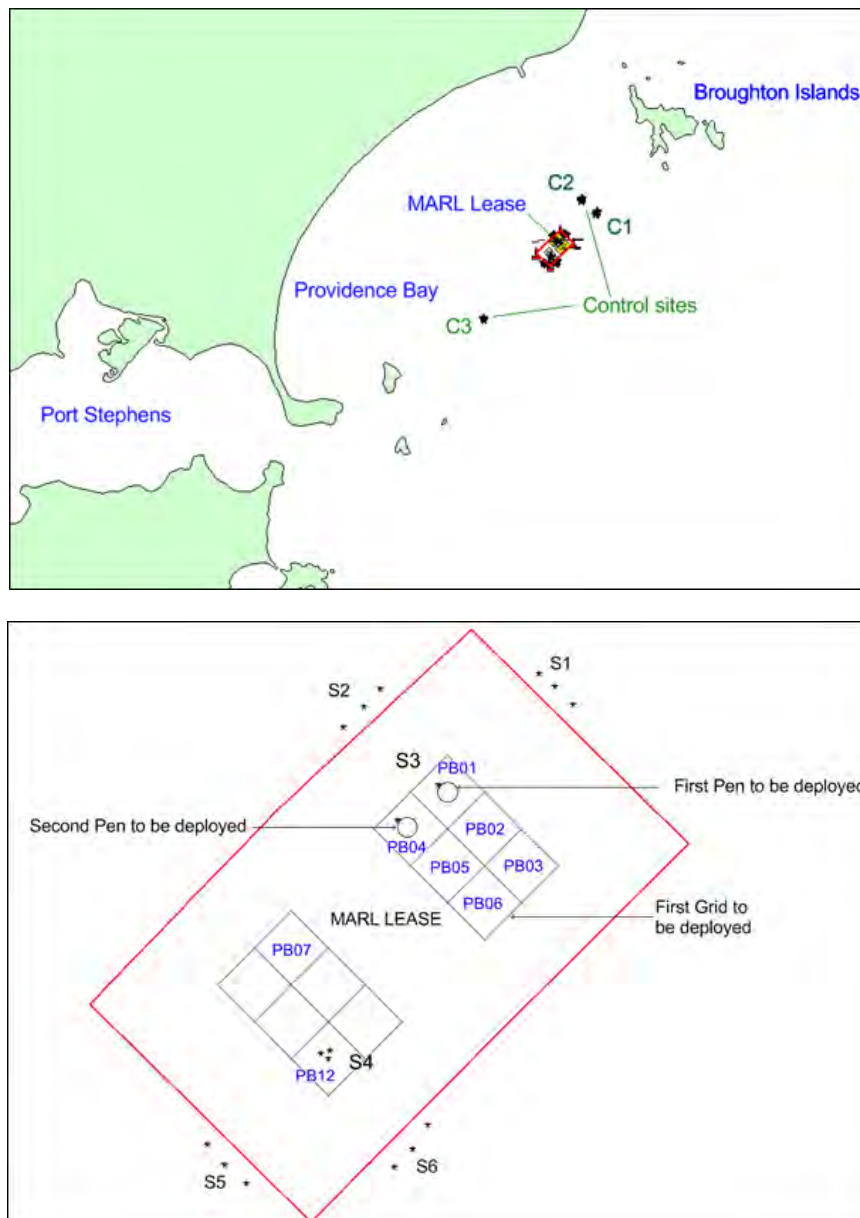 Broughton Islands
C2
MARL Lease
C1
Providence Bay
Control sites
C3
Port Stephens
S1
S2
S3
PB01
First Pen to be deployed
Second Pen to be deployed
PB02
PB04
PB05
PB03
PB06
First Grid to
be deployed
MARL LEASE
PB07
S4
PB12
S6
S5